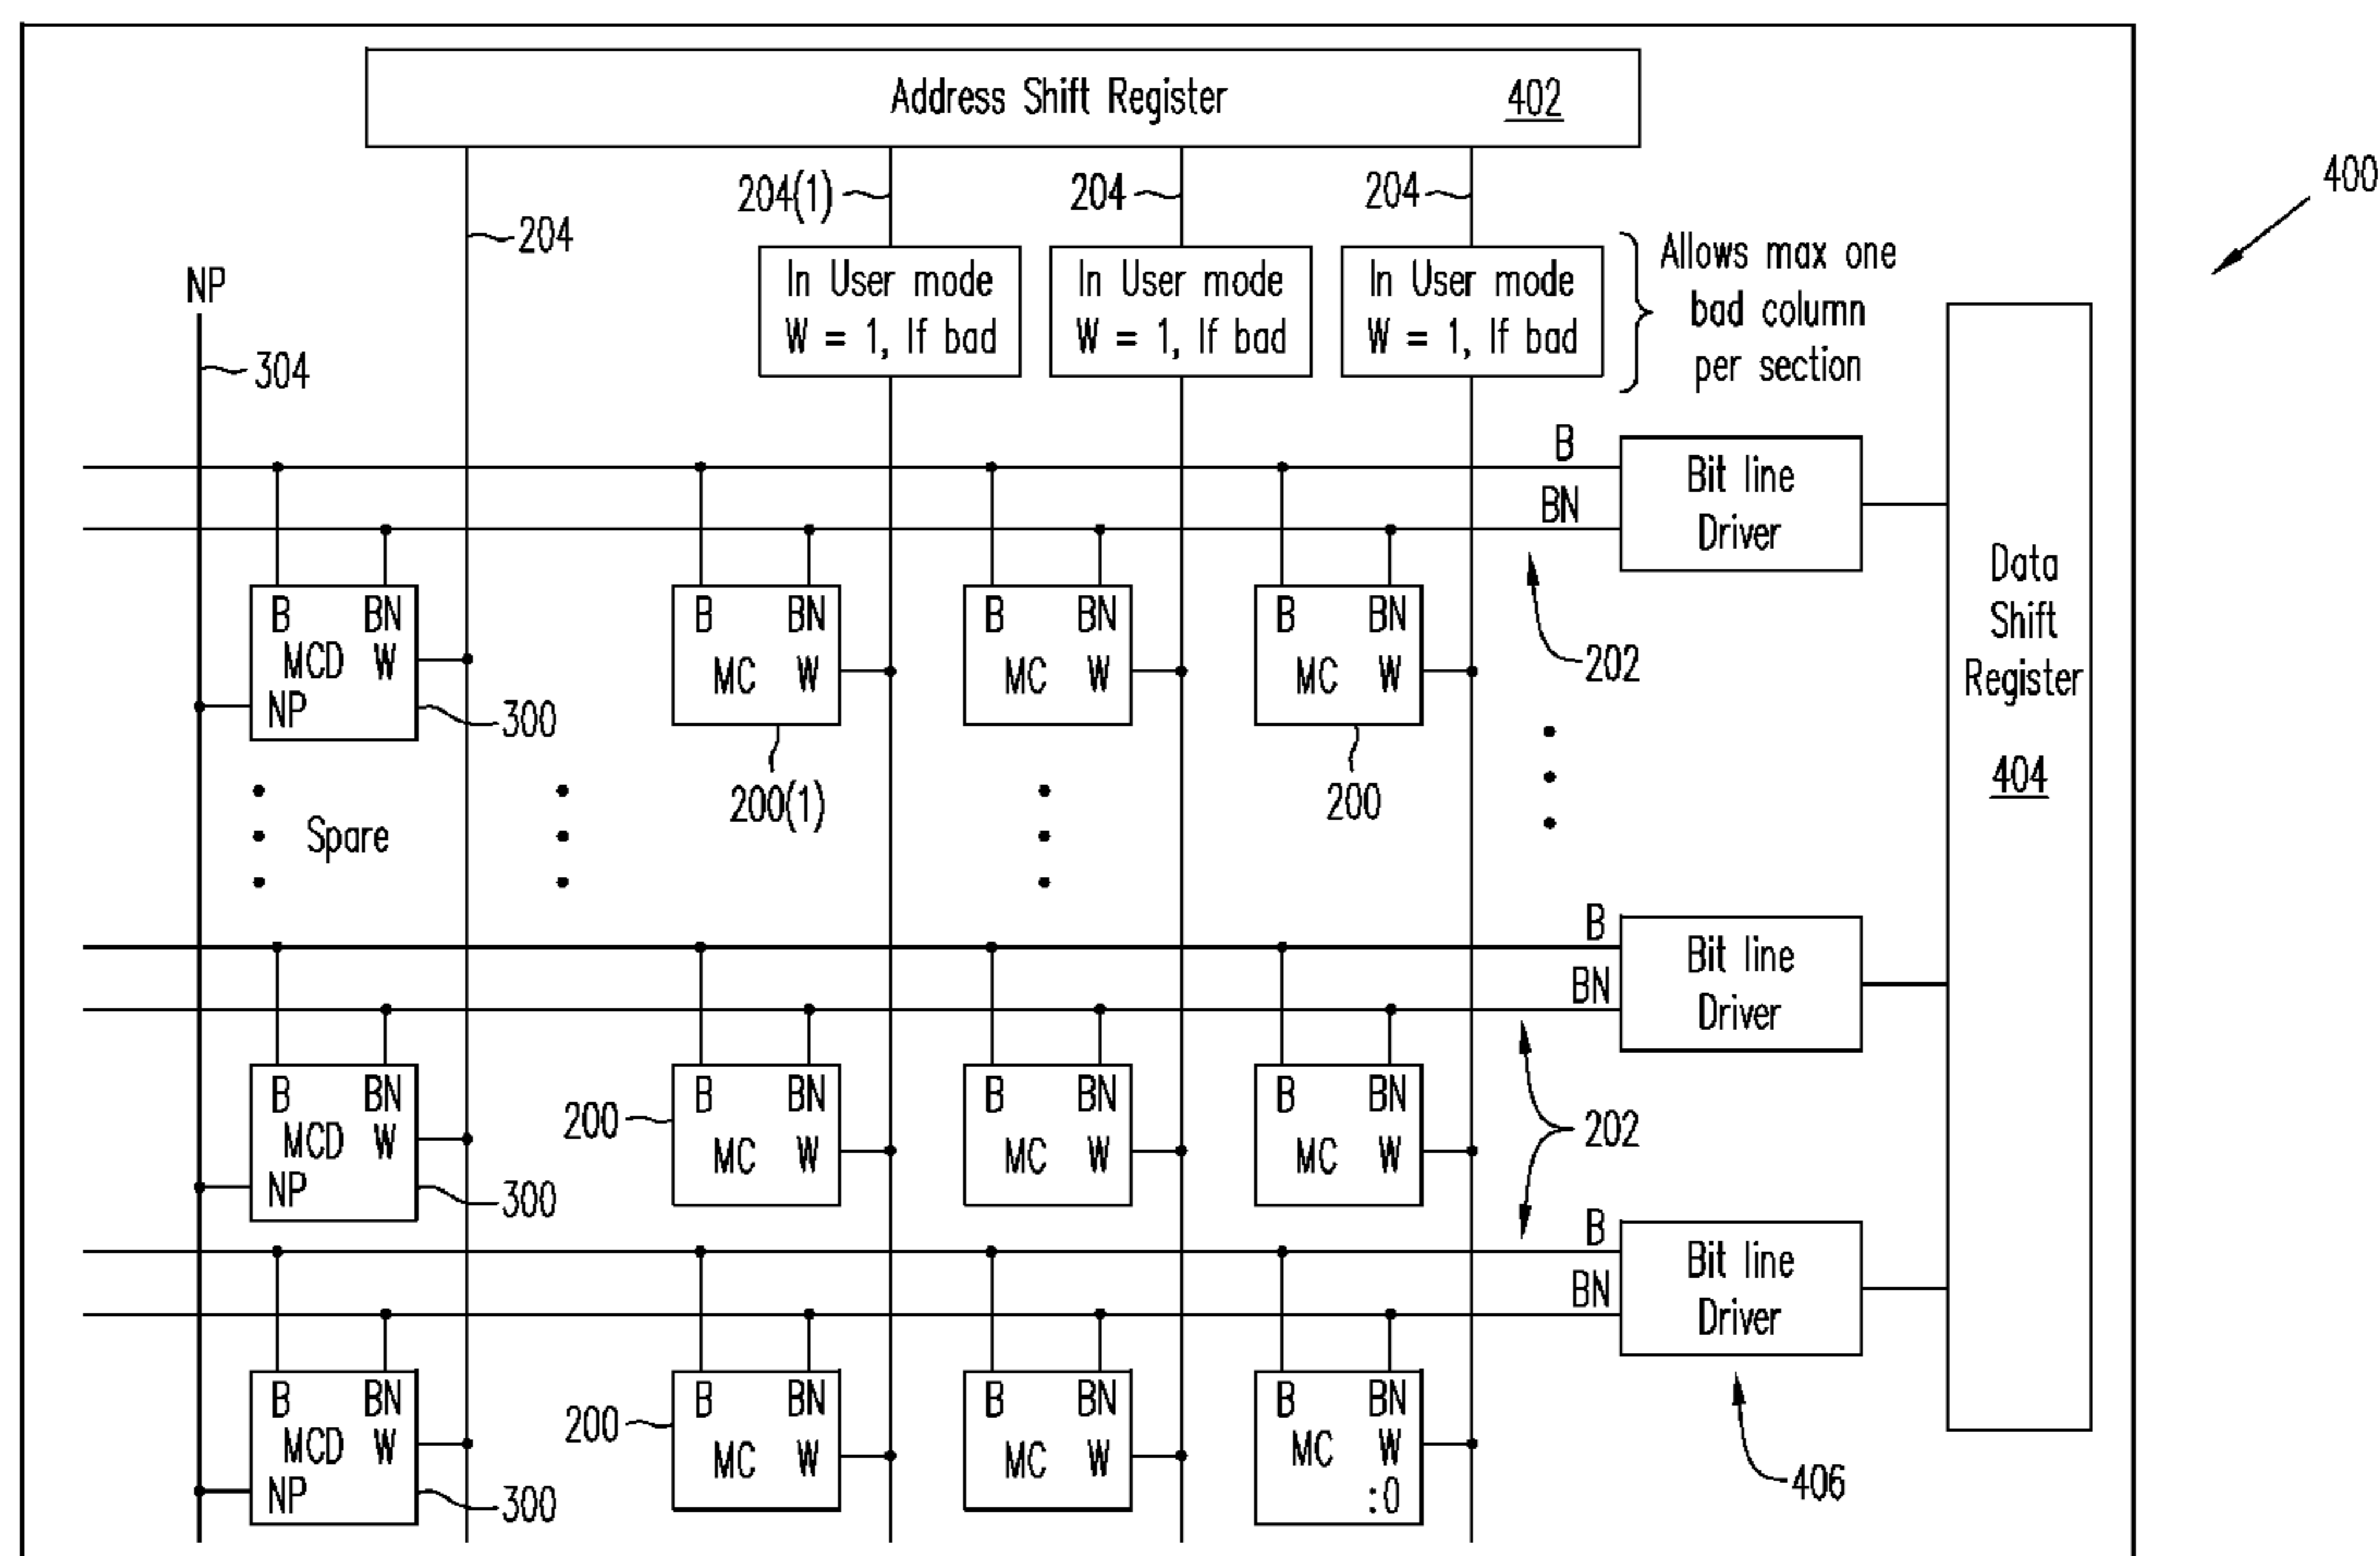 Address Shift Register 402
400
204(1) 204 204
204
NP
304
In User mode
W = 1, If bad
In User mode
W = 1, If bad
In User mode
W = 1, If bad
Allows max one
bad column
per section
B
BN
Bit line
Driver
Data
Shift
Register
404
B BN
MCD W
NP
300
B BN
MC W
200(1)
B BN
MC W
B BN
MC W
200
202
Spare
B
BN
Bit line
Driver
B BN
MCD W
NP
300
200
B BN
MC W
B BN
MC W
B BN
MC W
202
B
BN
Bit line
Driver
406
B BN
MCD W
NP
300
200
B BN
MC W
B BN
MC W
B BN
MC W
:0